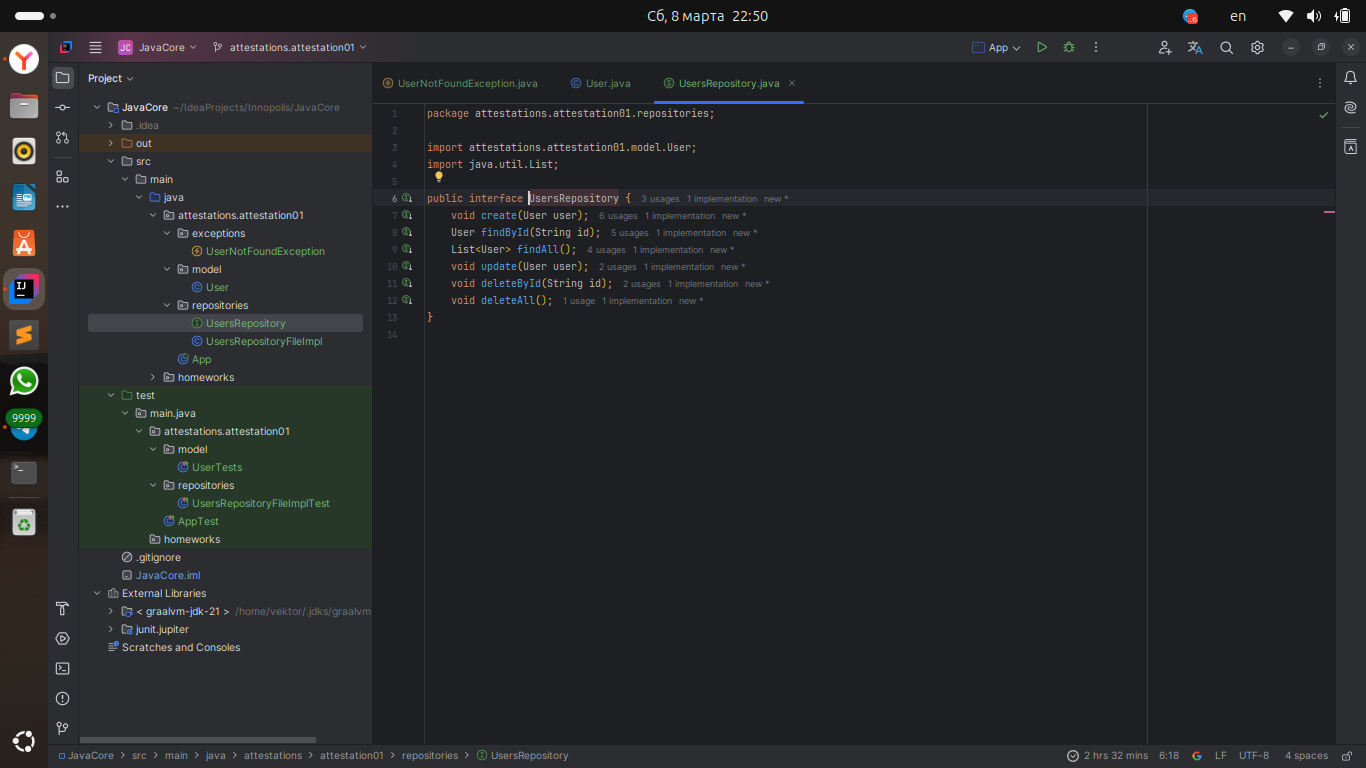 Сб, 8 марта 22:50
en
JC JavaCore
attestations.attestation01
App
Project
UserNotFoundException.java
User.java
UsersRepository.java
JavaCore ~/IdeaProjects/Innopolis/JavaCore
.idea
out
src
main
java
attestations.attestation01
exceptions
UserNotFoundException
model
User
repositories
UsersRepository
UsersRepositoryFileImpl
App
homeworks
test
main.java
attestations.attestation01
model
UserTests
repositories
UsersRepositoryFileImplTest
AppTest
homeworks
.gitignore
JavaCore.iml
External Libraries
< graalvm-jdk-21 > /home/vektor/.jdks/graalvm
junit.jupiter
Scratches and Consoles
9999
1 package attestations.attestation01.repositories;
2
3 import attestations.attestation01.model.User;
4 import java.util.List;
5
6 public interface UsersRepository { 3 usages 1 implementation new *
7 void create(User user); 6 usages 1 implementation new *
8 User findById(String id); 5 usages 1 implementation new *
9 List<User> findAll(); 4 usages 1 implementation new *
10 void update(User user); 2 usages 1 implementation new *
11 void deleteById(String id); 2 usages 1 implementation new *
12 void deleteAll(); 1 usage 1 implementation new *
13 }
14
JavaCore > src > main > java > attestations > attestation01 > repositories > UsersRepository
2 hrs 32 mins 6:18 LF UTF-8 4 spaces